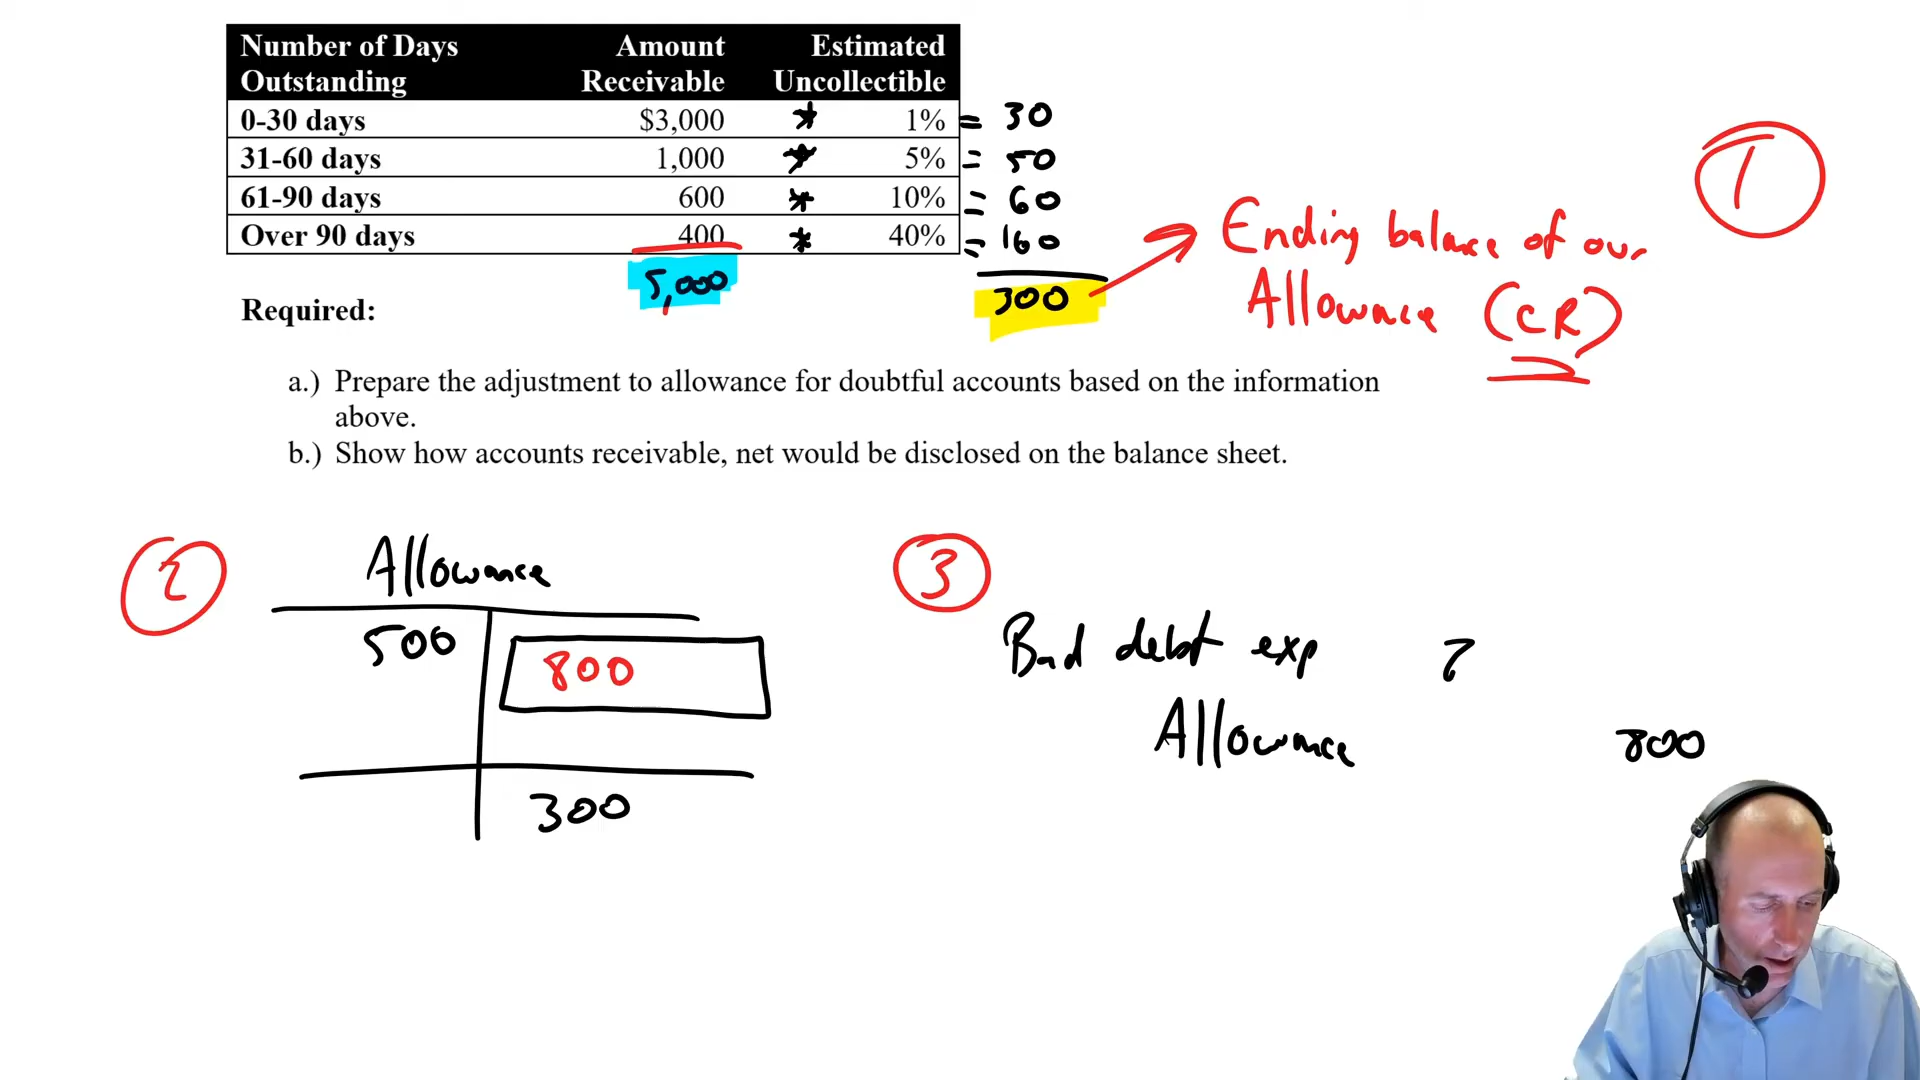 Number of Days Outstanding Amount Receivable Estimated Uncollectible
0-30 days $3,000 * 1% = 30
31-60 days 1,000 * 5% = 50
61-90 days 600 * 10% = 60
Over 90 days 400 * 40% = 160
5,000 300
1
Ending balance of our
Allowance (CR)
Required:
a.) Prepare the adjustment to allowance for doubtful accounts based on the information
above.
b.) Show how accounts receivable, net would be disclosed on the balance sheet.
2
Allowance
500
800
300
3
Bad debt exp
Allowance 800